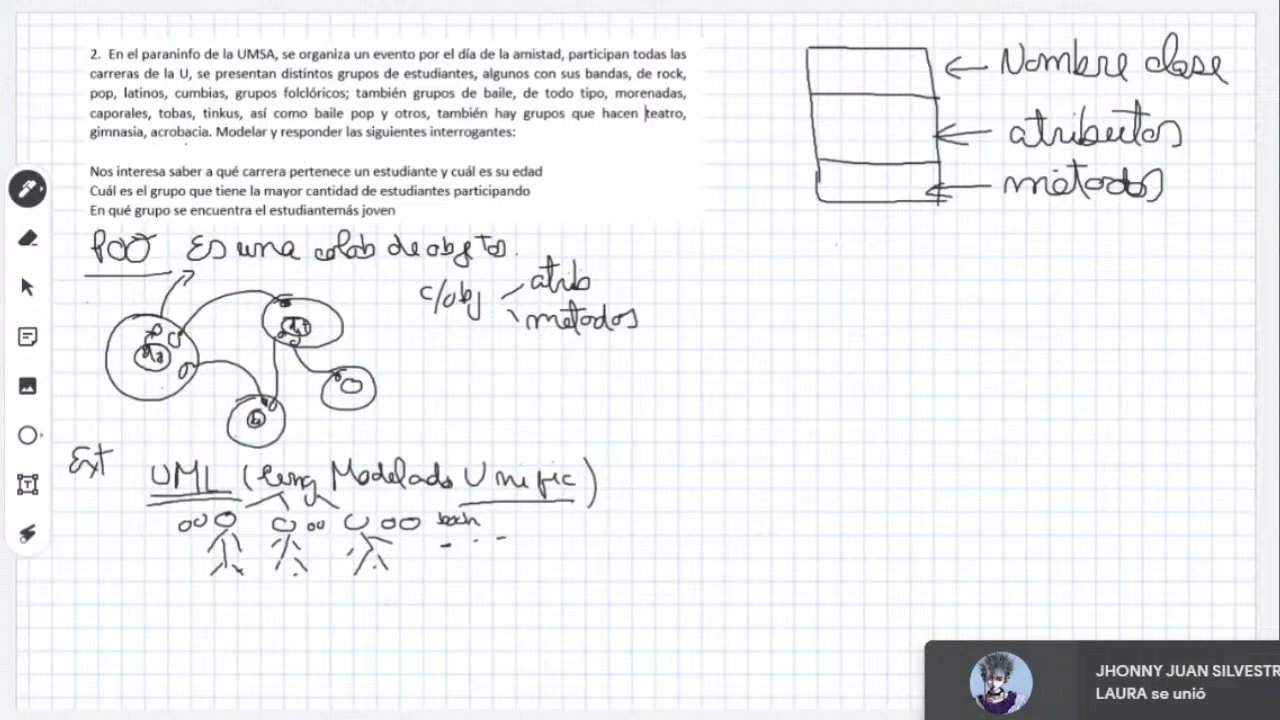 2. En el paraninfo de la UMSA, se organiza un evento por el día de la amistad, participan todas las
carreras de la U, se presentan distintos grupos de estudiantes, algunos con sus bandas, de rock,
pop, latinos, cumbias, grupos folclóricos; también grupos de baile, de todo tipo, morenadas,
caporales, tobas, tinkus, así como baile pop y otros, también hay grupos que hacen teatro,
gimnasia, acrobacia. Modelar y responder las siguientes interrogantes:
Nos interesa saber a qué carrera pertenece un estudiante y cuál es su edad
Cuál es el grupo que tiene la mayor cantidad de estudiantes participando
En qué grupo se encuentra el estudiantemás joven
POO Es una colab de objetos.
c/obj
atrib
metodos
Ext
UML (Leng Modelado Unific)
Nombre clase
atributos
métodos
JHONNY JUAN SILVESTR
LAURA se unió